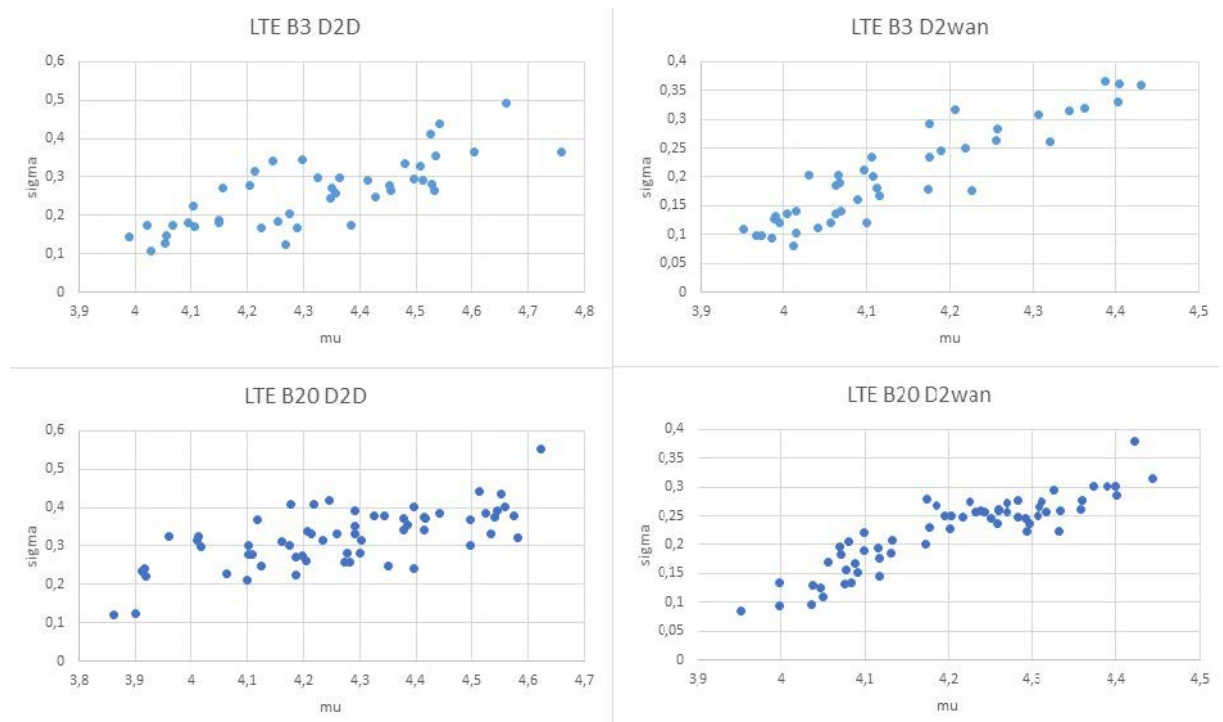 LTE B3 D2D
0,6
0,5
0,4
0,3
0,2
0,1
0
sigma
3,9 4 4,1 4,2 4,3 4,4 4,5 4,6 4,7 4,8
mu
LTE B3 D2wan
0,4
0,35
0,3
0,25
0,2
0,15
0,1
0,05
0
sigma
3,9 4 4,1 4,2 4,3 4,4 4,5
mu
LTE B20 D2D
0,6
0,5
0,4
0,3
0,2
0,1
0
sigma
3,8 3,9 4 4,1 4,2 4,3 4,4 4,5 4,6 4,7
mu
LTE B20 D2wan
0,4
0,35
0,3
0,25
0,2
0,15
0,1
0,05
0
sigma
3,9 4 4,1 4,2 4,3 4,4 4,5
mu